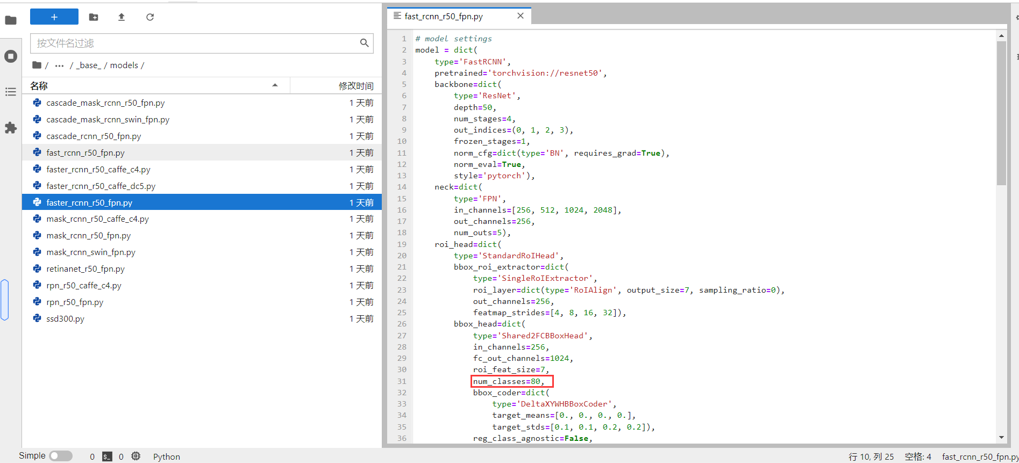 fast_rcnn_r50_fpn.py
按文件名过滤
/ ··· / _base_ / models /
名称 修改时间
cascade_mask_rcnn_r50_fpn.py 1 天前
cascade_mask_rcnn_swin_fpn.py 1 天前
cascade_rcnn_r50_fpn.py 1 天前
fast_rcnn_r50_fpn.py 1 天前
faster_rcnn_r50_caffe_c4.py 1 天前
faster_rcnn_r50_caffe_dc5.py 1 天前
faster_rcnn_r50_fpn.py 1 天前
mask_rcnn_r50_caffe_c4.py 1 天前
mask_rcnn_r50_fpn.py 1 天前
mask_rcnn_swin_fpn.py 1 天前
retinanet_r50_fpn.py 1 天前
rpn_r50_caffe_c4.py 1 天前
rpn_r50_fpn.py 1 天前
ssd300.py 1 天前
1 # model settings
2 model = dict(
3 type='FastRCNN',
4 pretrained='torchvision://resnet50',
5 backbone=dict(
6 type='ResNet',
7 depth=50,
8 num_stages=4,
9 out_indices=(0, 1, 2, 3),
10 frozen_stages=1,
11 norm_cfg=dict(type='BN', requires_grad=True),
12 norm_eval=True,
13 style='pytorch'),
14 neck=dict(
15 type='FPN',
16 in_channels=[256, 512, 1024, 2048],
17 out_channels=256,
18 num_outs=5),
19 roi_head=dict(
20 type='StandardRoIHead',
21 bbox_roi_extractor=dict(
22 type='SingleRoIExtractor',
23 roi_layer=dict(type='RoIAlign', output_size=7, sampling_ratio=0),
24 out_channels=256,
25 featmap_strides=[4, 8, 16, 32]),
26 bbox_head=dict(
27 type='Shared2FCBBoxHead',
28 in_channels=256,
29 fc_out_channels=1024,
30 roi_feat_size=7,
31 num_classes=80,
32 bbox_coder=dict(
33 type='DeltaXYWHBBoxCoder',
34 target_means=[0., 0., 0., 0.],
35 target_stds=[0.1, 0.1, 0.2, 0.2]),
36 reg_class_agnostic=False,
Simple 0 0 Python 行 10, 列 25 空格: 4 fast_rcnn_r50_fpn.py